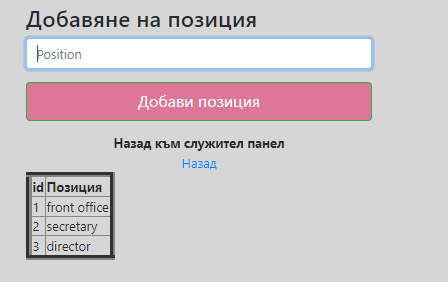 Добавяне на позиция
Position
Добави позиция
Назад към служител панел
Назад
id Позиция
1 front office
2 secretary
3 director